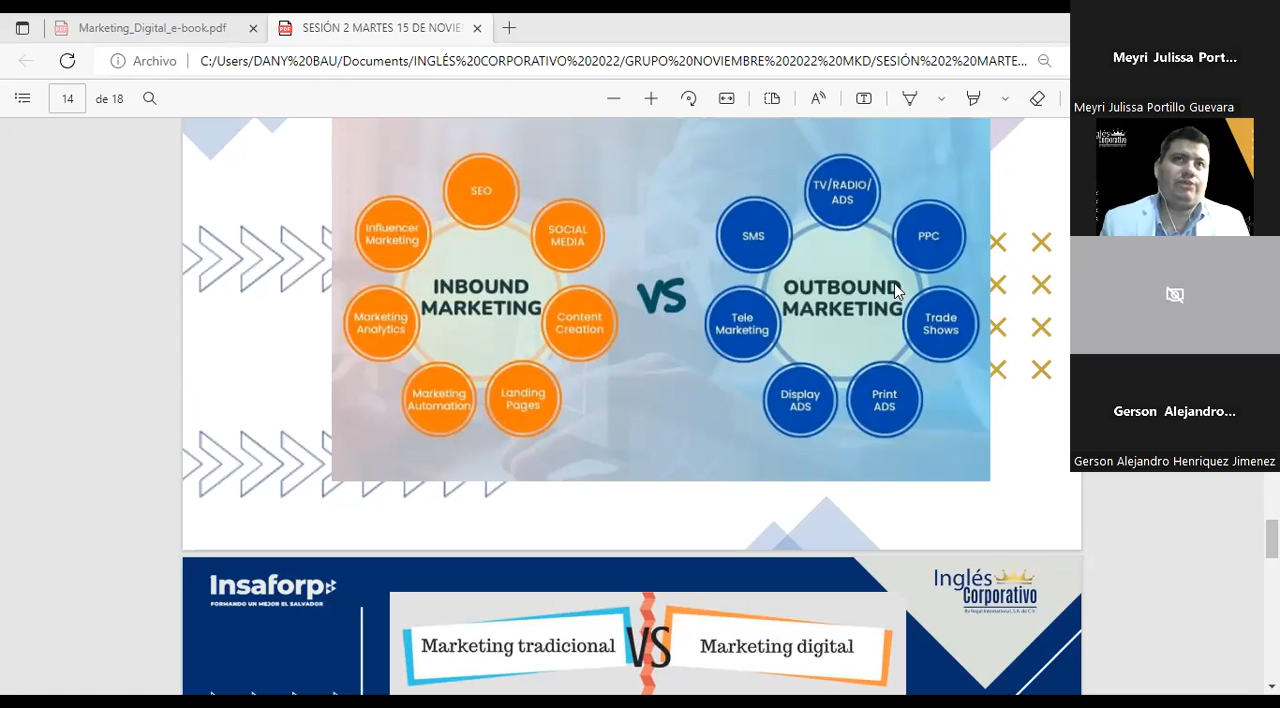 Marketing_Digital_e-book.pdf
SESIÓN 2 MARTES 15 DE NOVIE
Archivo
C:/Users/DANY%20BAU/Documents/INGLÉS%20CORPORATIVO%202022/GRUPO%20NOVIEMBRE%202022%20MKD/SESIÓN%202%20MARTE...
14 de 18
SEO
SOCIAL
MEDIA
Content
Creation
Landing
Pages
Marketing
Automation
Marketing
Analytics
Influencer
Marketing
INBOUND
MARKETING
VS
TV/RADIO/
ADS
PPC
Trade
Shows
Print
ADS
Display
ADS
Tele
Marketing
SMS
OUTBOUND
MARKETING
Insaforp
FORMANDO UN MEJOR EL SALVADOR
Marketing tradicional
VS
Marketing digital
Inglés
Corporativo
Meyri Julissa Port...
Meyri Julissa Portillo Guevara
Inglés
Corporativo
Gerson Alejandro...
Gerson Alejandro Henriquez Jimenez